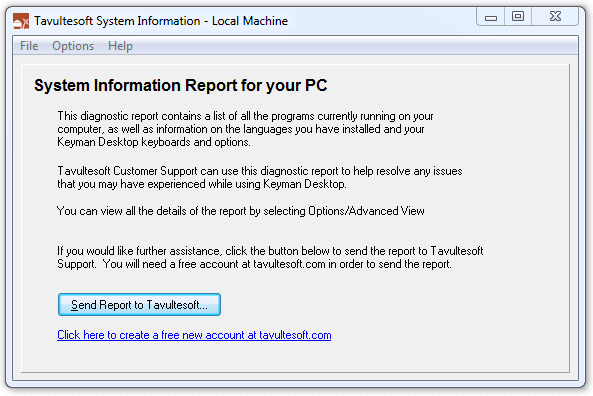 Tavultesoft System Information - Local Machine
File Options Help
System Information Report for your PC
This diagnostic report contains a list of all the programs currently running on your
computer, as well as information on the languages you have installed and your
Keyman Desktop keyboards and options.
Tavultesoft Customer Support can use this diagnostic report to help resolve any issues
that you may have experienced while using Keyman Desktop.
You can view all the details of the report by selecting Options/Advanced View
If you would like further assistance, click the button below to send the report to Tavultesoft
Support. You will need a free account at tavultesoft.com in order to send the report.
Send Report to Tavultesoft...
Click here to create a free new account at tavultesoft.com